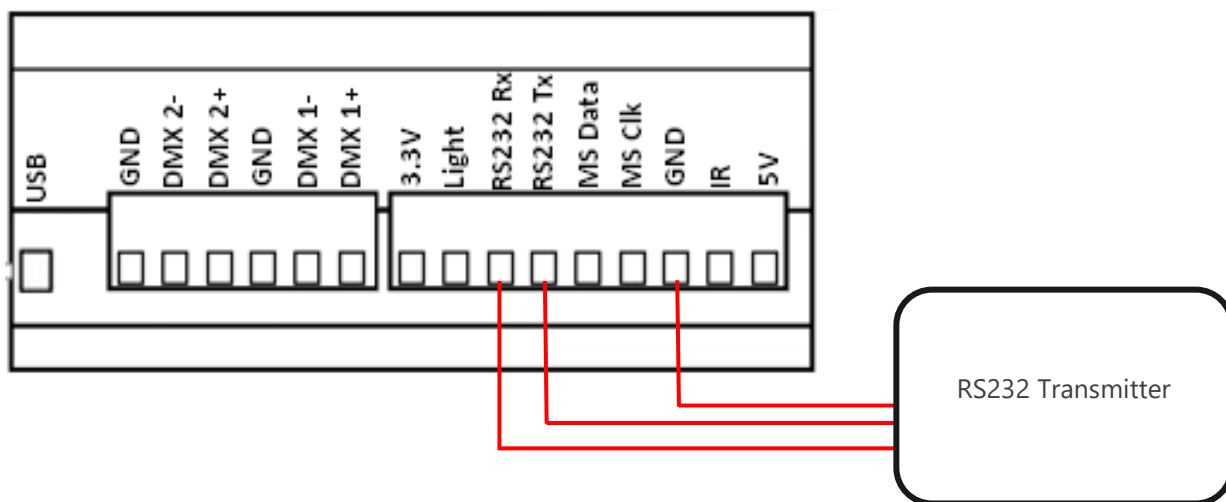 USB
GND
DMX 2-
DMX 2+
GND
DMX 1-
DMX 1+
3.3V
Light
RS232 Rx
RS232 Tx
MS Data
MS Clk
GND
IR
5V
RS232 Transmitter